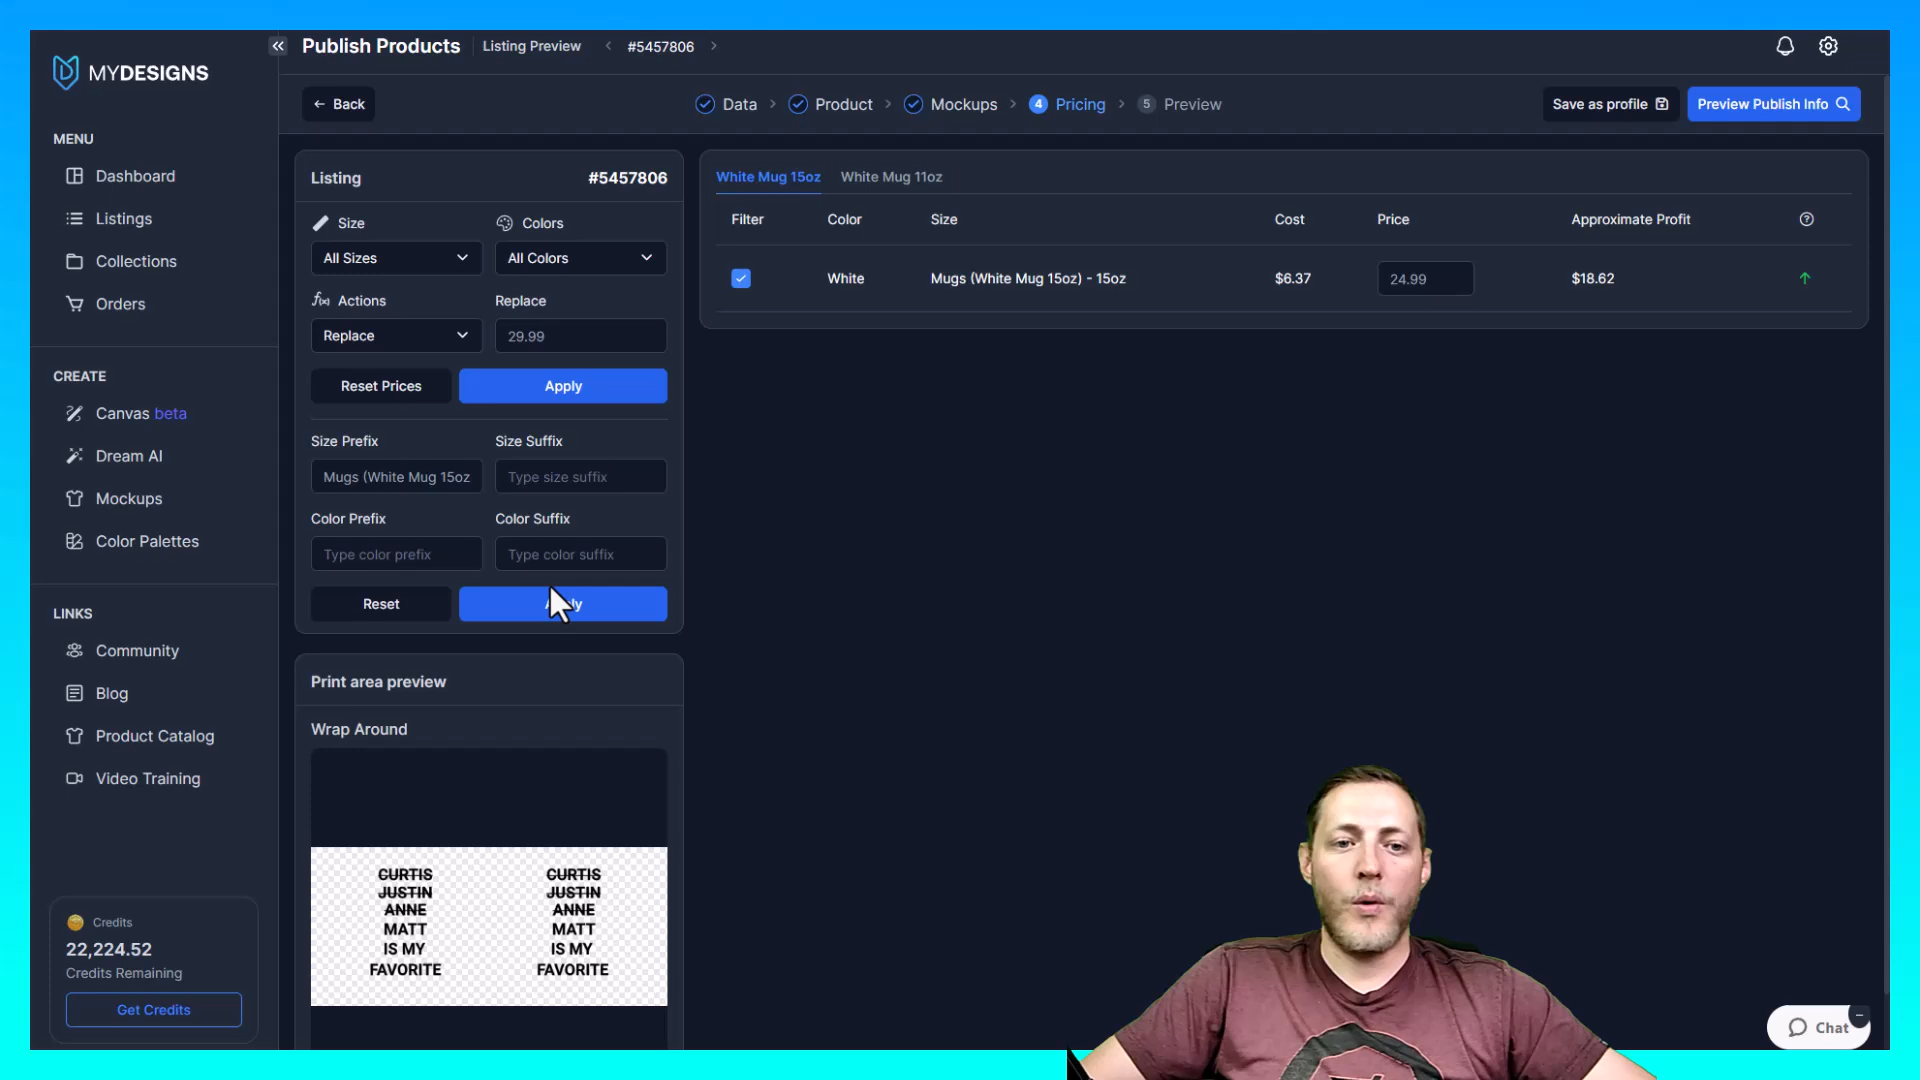 MYDESIGNS
MENU
Dashboard
Listings
Collections
Orders
CREATE
Canvas beta
Dream AI
Mockups
Color Palettes
LINKS
Community
Blog
Product Catalog
Video Training
Credits
22,224.52
Credits Remaining
Get Credits
Publish Products
Listing Preview
#5457806
Back
Data
Product
Mockups
4 Pricing
5 Preview
Save as profile
Preview Publish Info
Listing
#5457806
Size
Colors
All Sizes
All Colors
Actions
Replace
Replace
29.99
Reset Prices
Apply
Size Prefix
Size Suffix
Mugs (White Mug 15oz
Type size suffix
Color Prefix
Color Suffix
Type color prefix
Type color suffix
Reset
Print area preview
Wrap Around
CURTIS
JUSTIN
ANNE
MATT
IS MY
FAVORITE
CURTIS
JUSTIN
ANNE
MATT
IS MY
FAVORITE
White Mug 15oz
White Mug 11oz
Filter
Color
Size
Cost
Price
Approximate Profit
White
Mugs (White Mug 15oz) - 15oz
$6.37
24.99
$18.62
Chat